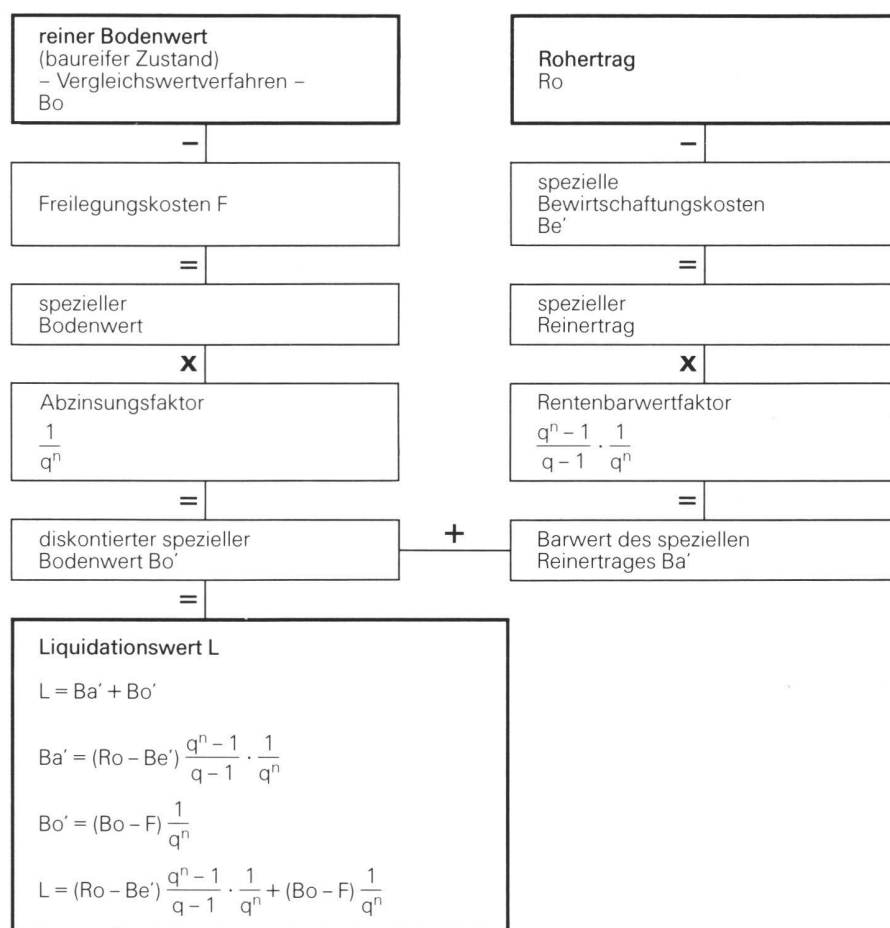 reiner Bodenwert
(baureifer Zustand)
– Vergleichswertverfahren –
Bo
–
Freilegungskosten F
=
spezieller
Bodenwert
x
Abzinsungsfaktor
1
qⁿ
=
diskontierter spezieller
Bodenwert Bo′
Rohertrag
Ro
–
spezielle
Bewirtschaftungskosten
Be′
=
spezieller
Reinertrag
x
Rentenbarwertfaktor
qⁿ – 1 / q – 1 · 1 / qⁿ
=
+
Barwert des speziellen
Reinertrages Ba′
=
Liquidationswert L
L = Ba′ + Bo′
Ba′ = (Ro – Be′) qⁿ – 1 / q – 1 · 1 / qⁿ
Bo′ = (Bo – F) 1 / qⁿ
L = (Ro – Be′) qⁿ – 1 / q – 1 · 1 / qⁿ + (Bo – F) 1 / qⁿ